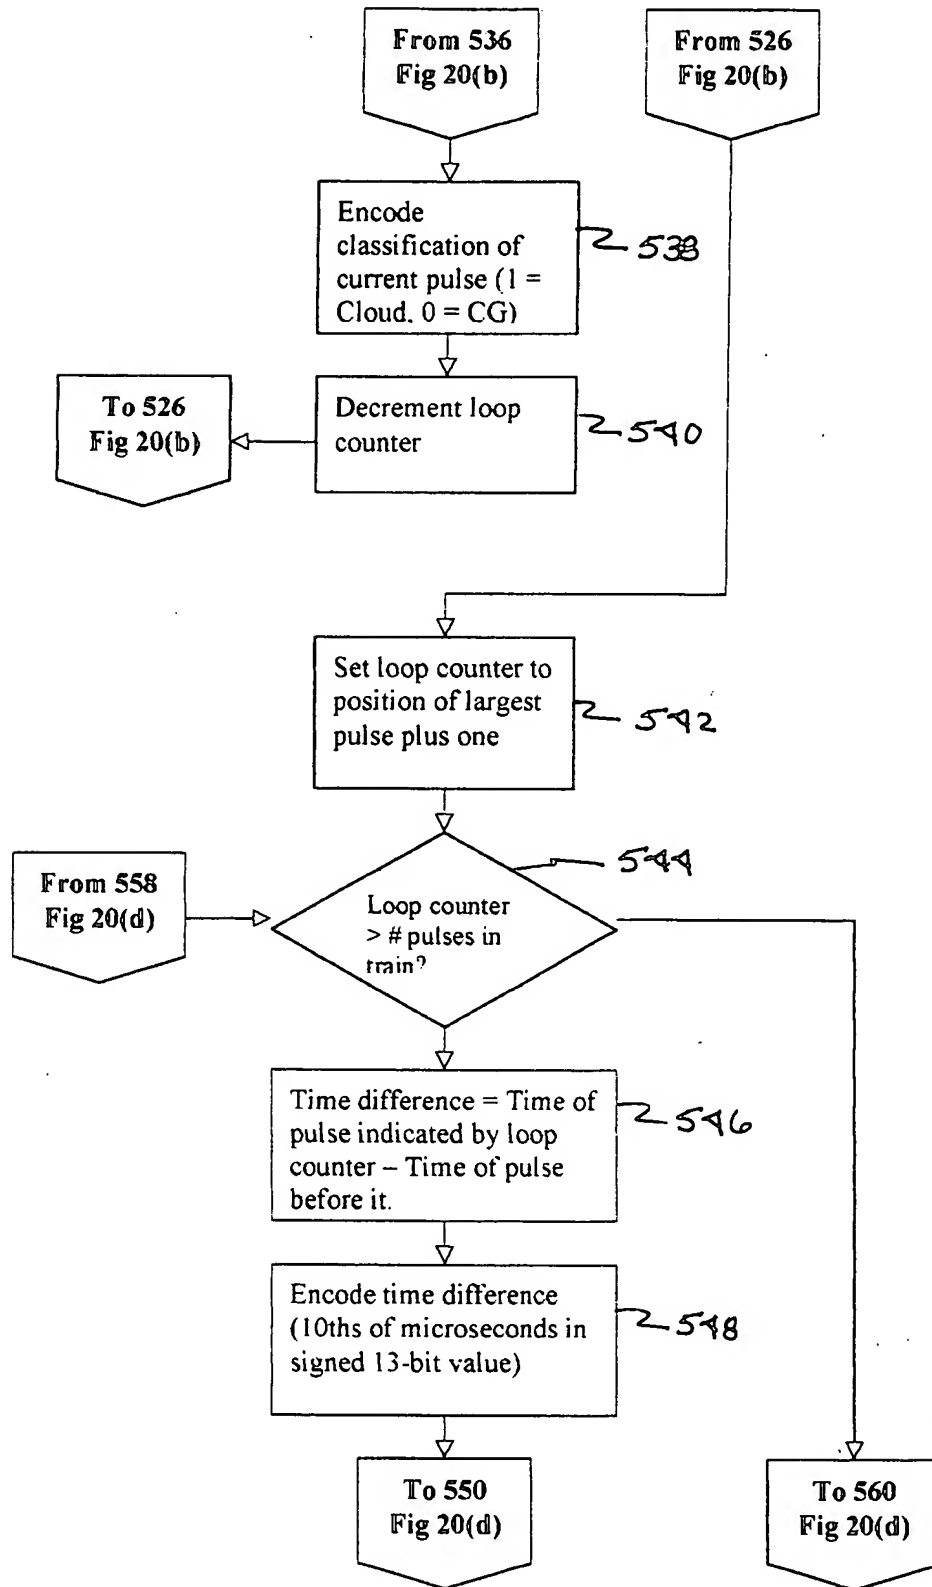 From 536
Fig 20(b)
From 526
Fig 20(b)
Encode
classification of
current pulse (1 =
Cloud, 0 = CG)
538
To 526
Fig 20(b)
Decrement loop
counter
540
Set loop counter to
position of largest
pulse plus one
542
544
From 558
Fig 20(d)
Loop counter
> # pulses in
train?
Time difference = Time of
pulse indicated by loop
counter – Time of pulse
before it.
546
Encode time difference
(10ths of microseconds in
signed 13-bit value)
548
To 550
Fig 20(d)
To 560
Fig 20(d)